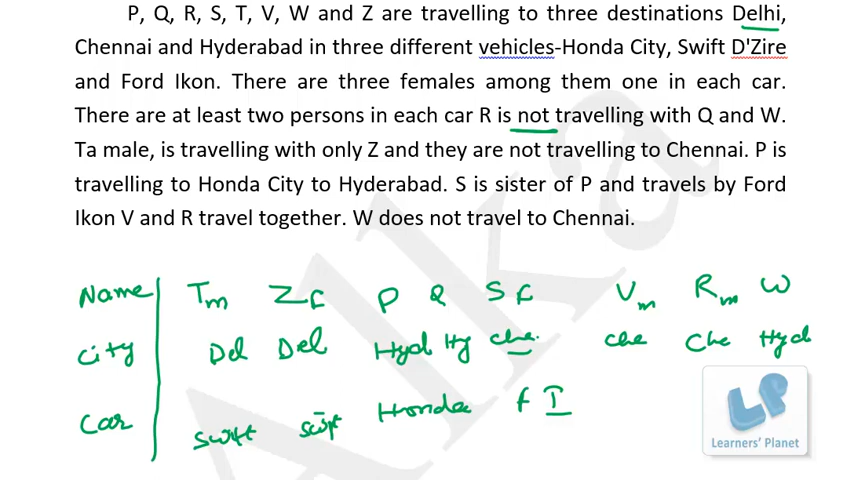 P, Q, R, S, T, V, W and Z are travelling to three destinations Delhi,
Chennai and Hyderabad in three different vehicles-Honda City, Swift D'Zire
and Ford Ikon. There are three females among them one in each car.
There are at least two persons in each car R is not travelling with Q and W.
Ta male, is travelling with only Z and they are not travelling to Chennai. P is
travelling to Honda City to Hyderabad. S is sister of P and travels by Ford
Ikon V and R travel together. W does not travel to Chennai.
Name Tm Zf P Q Sf Vm Rm W
City Del Del Hyd Hy Che. Che Che Hyd
Car Swift Swift Honda f I
LP
Learners' Planet
Alka